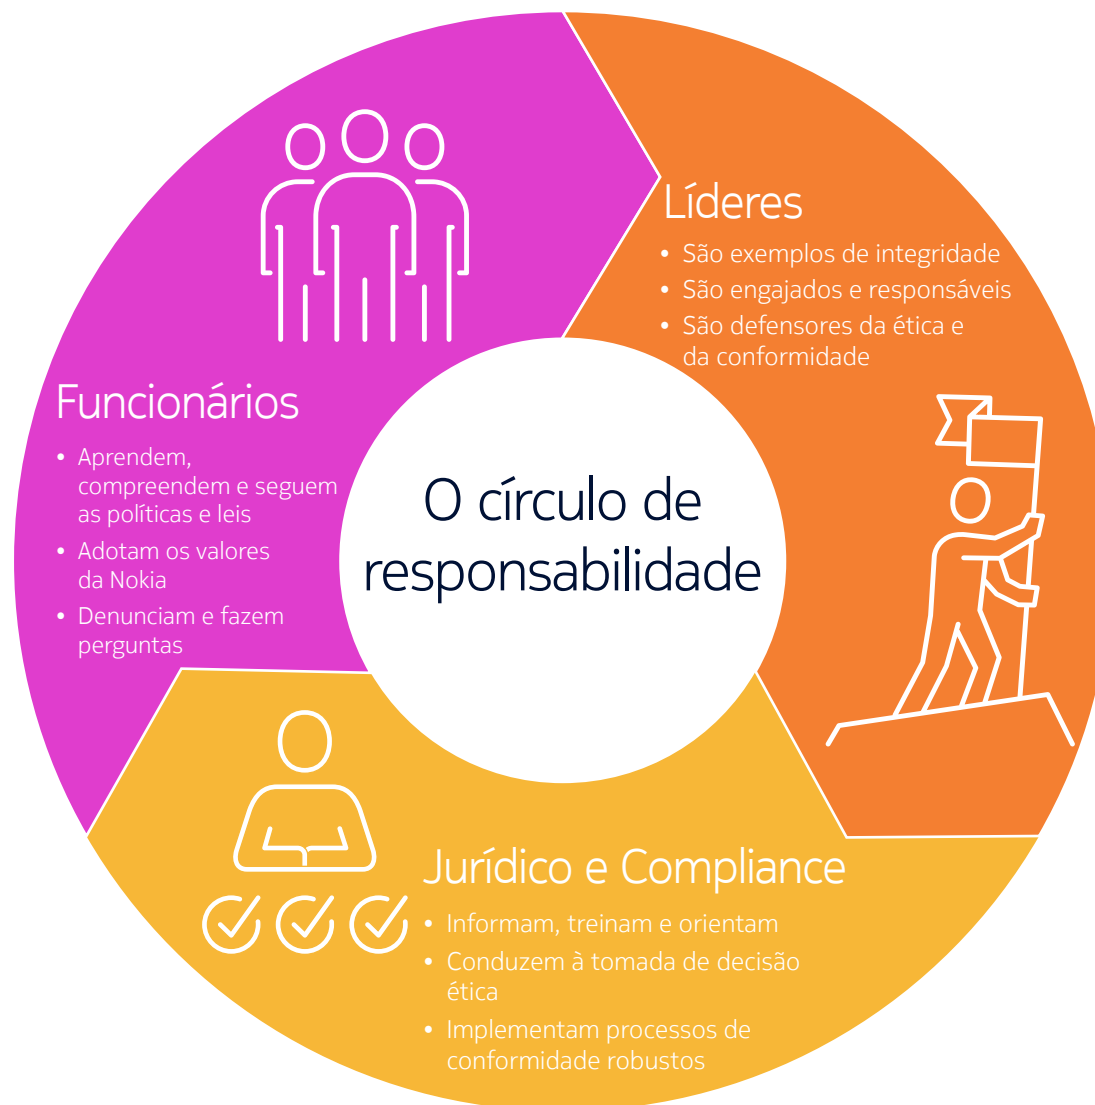 Líderes
• São exemplos de integridade
• São engajados e responsáveis
• São defensores da ética e
da conformidade
Funcionários
• Aprendem,
compreendem e seguem
as políticas e leis
• Adotam os valores
da Nokia
• Denunciam e fazem
perguntas
O círculo de
responsabilidade
Jurídico e Compliance
• Informam, treinam e orientam
• Conduzem à tomada de decisão
ética
• Implementam processos de
conformidade robustos